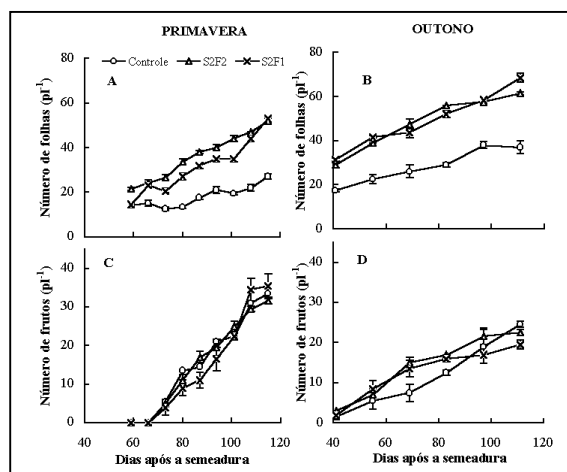 PRIMAVERA
OUTONO
Controle S2F2 S2F1
A
B
Número de folhas (pl⁻¹)
80
60
40
20
0
Número de folhas (pl⁻¹)
80
60
40
20
0
C
D
Número de frutos (pl⁻¹)
40
30
20
10
0
Número de frutos (pl⁻¹)
40
30
20
10
0
40 60 80 100 120
40 60 80 100 120
Dias após a semeadura
Dias após a semeadura